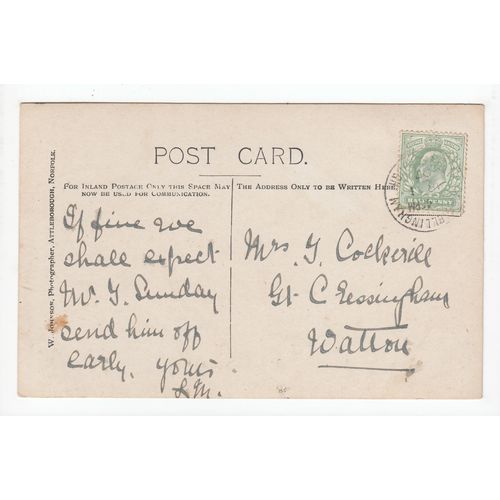 POST CARD.
FOR INLAND POSTAGE ONLY THIS SPACE MAY
NOW BE USED FOR COMMUNICATION.
THE ADDRESS ONLY TO BE WRITTEN HERE
If fine we
shall expect
Mr. J. Sunday
send him off
early. yours
Mrs J. Cockerill
Gt. Cressingham
Watton
W. JOHNSON, Photographer, ATTLEBOROUGH, NORFOLK.
HALFPENNY